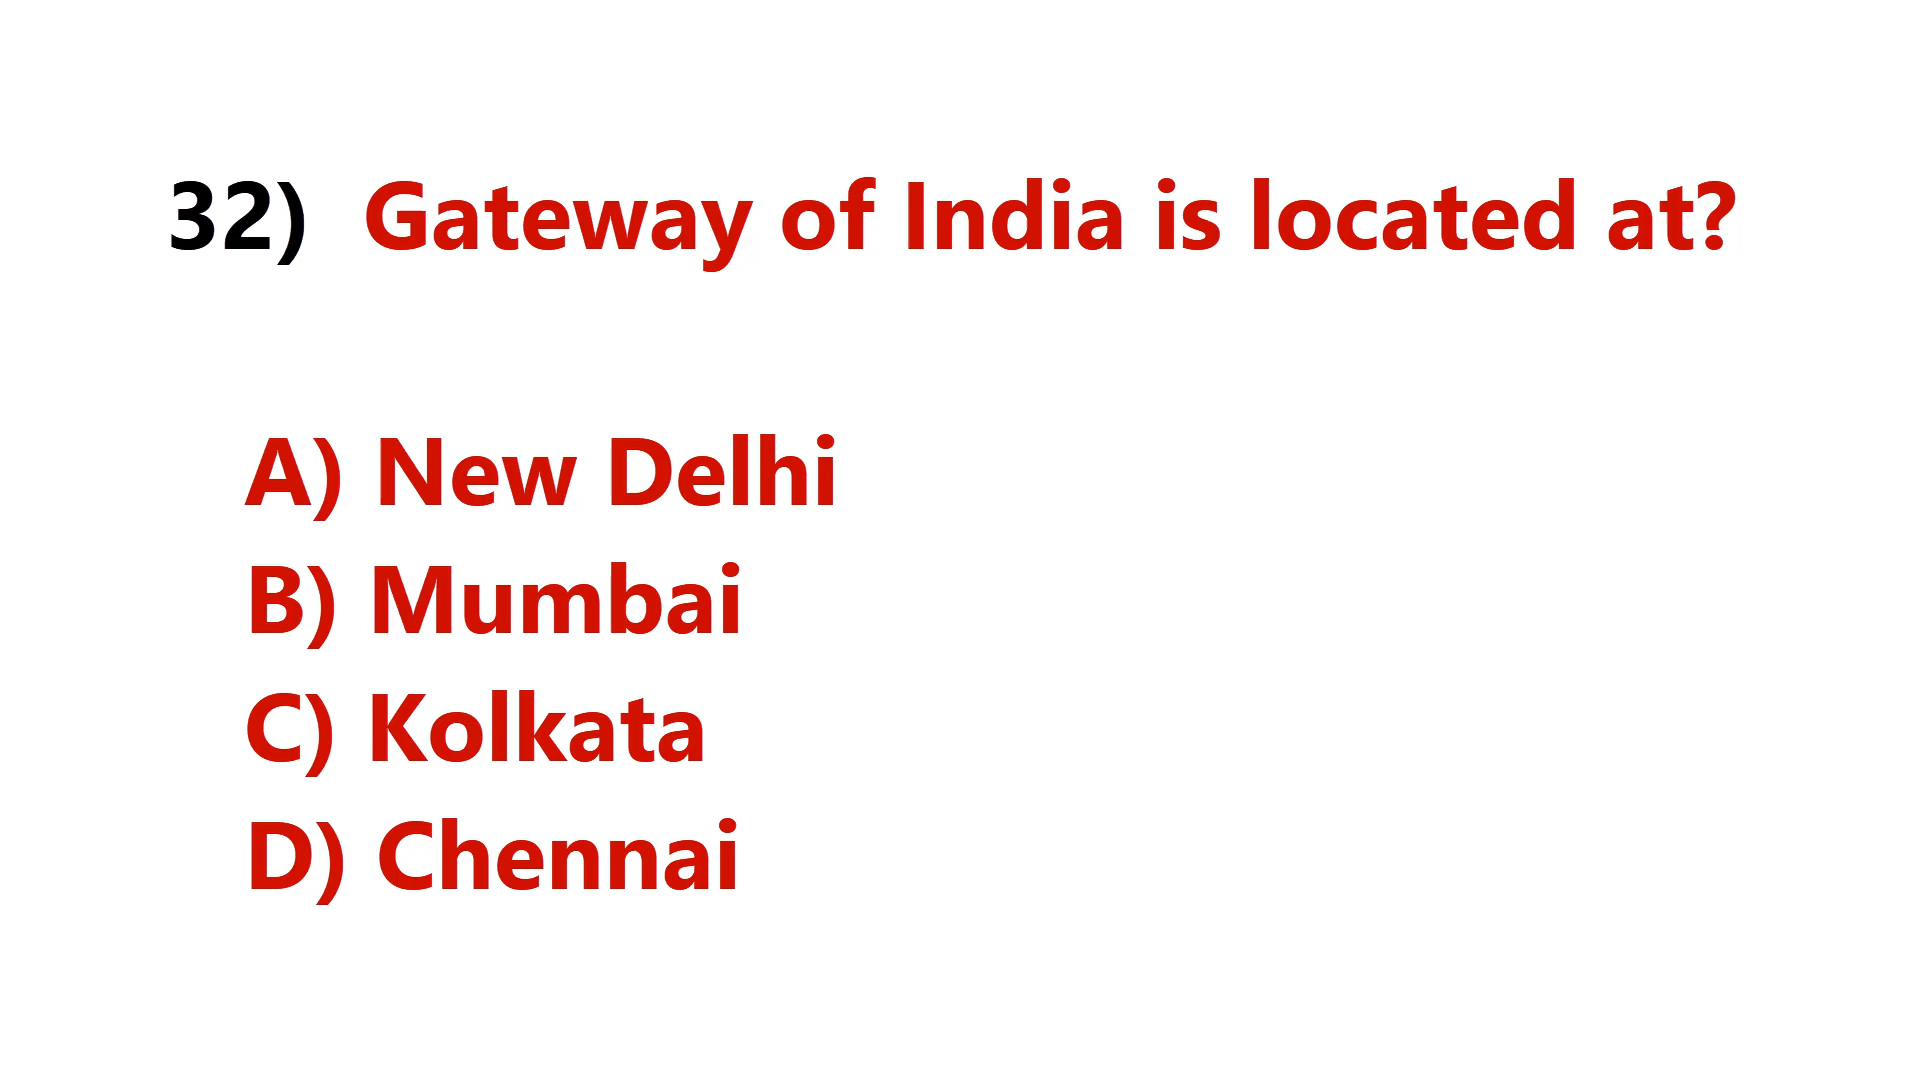 32) Gateway of India is located at?
A) New Delhi
B) Mumbai
C) Kolkata
D) Chennai